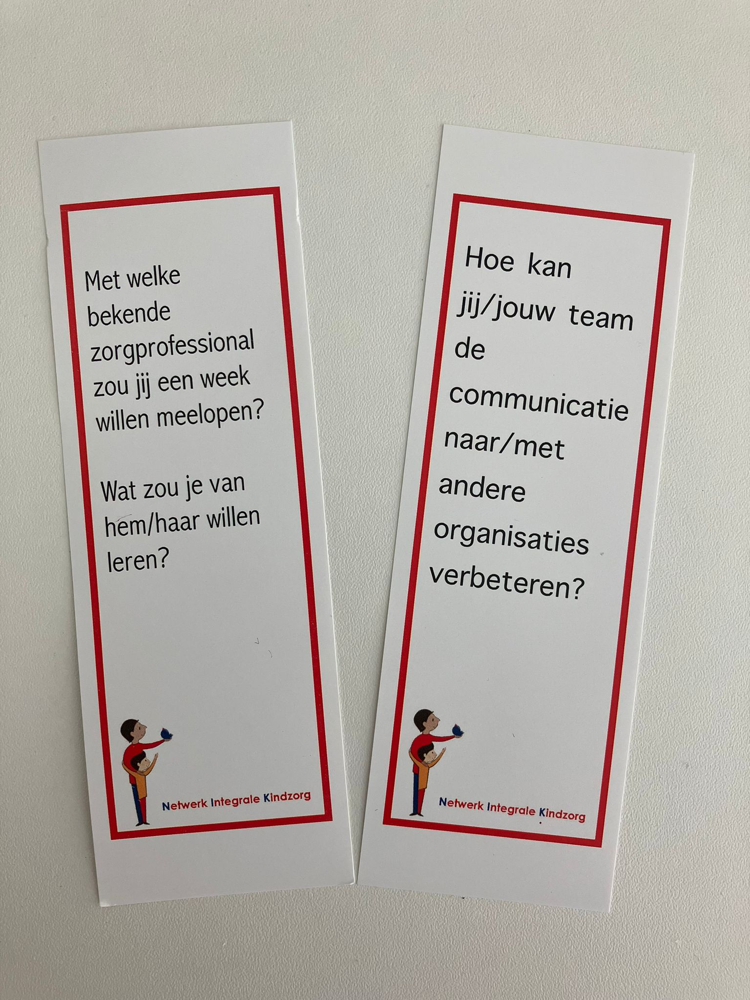 Met welke
bekende
zorgprofessional
zou jij een week
willen meelopen?
Wat zou je van
hem/haar willen
leren?
Netwerk Integrale Kindzorg
Hoe kan
jij/jouw team
de
communicatie
naar/met
andere
organisaties
verbeteren?
Netwerk Integrale Kindzorg